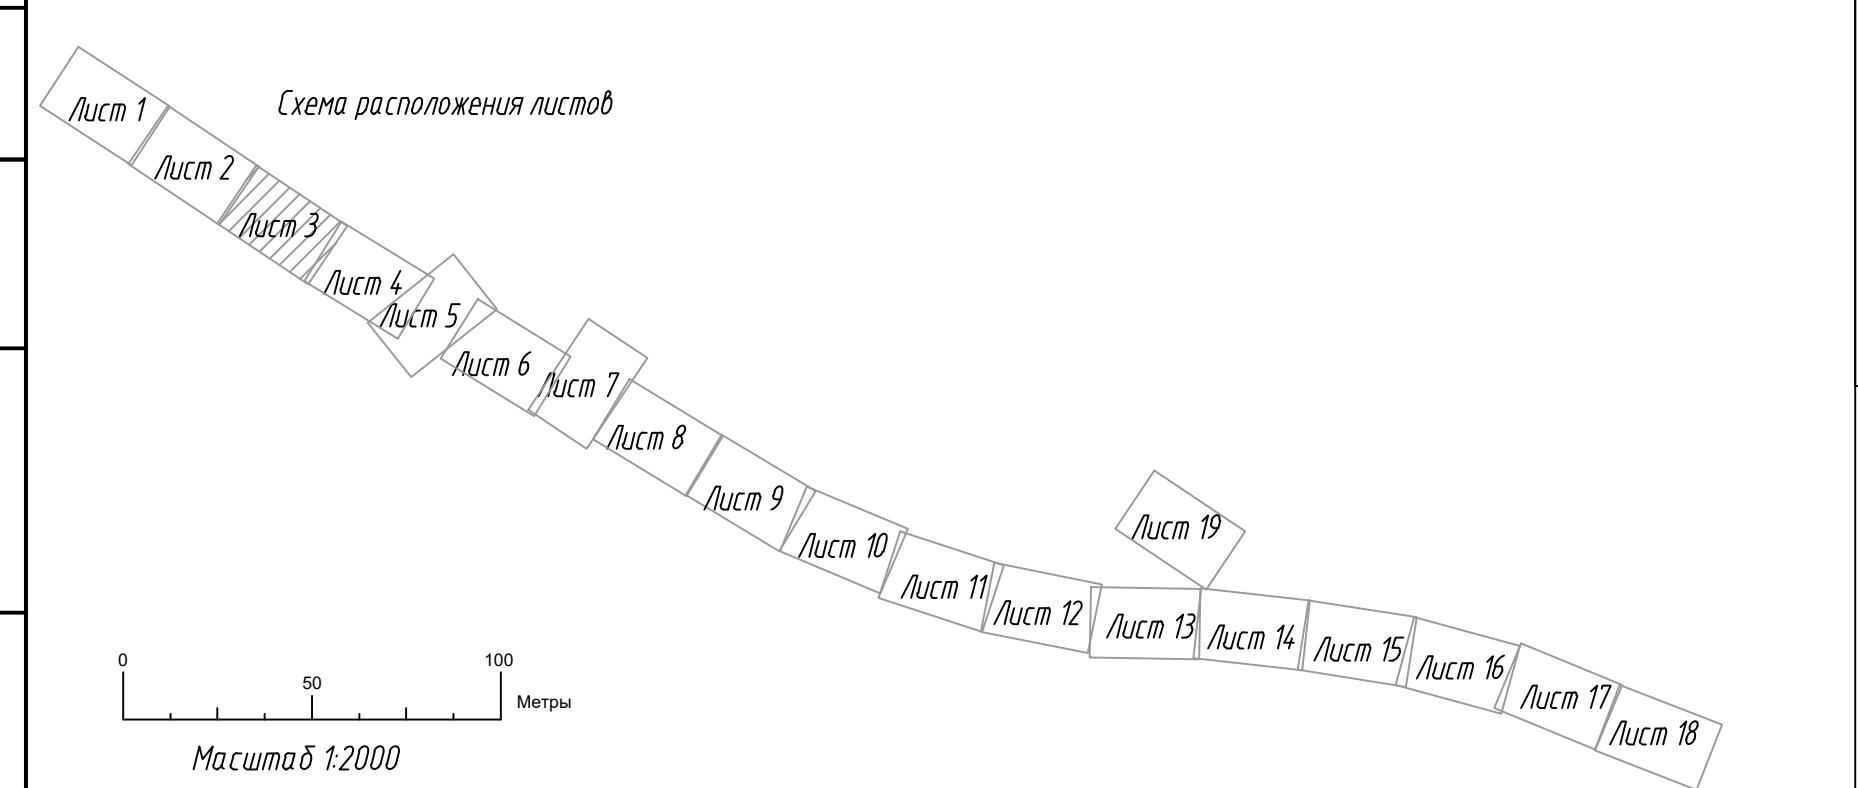 Схема расположения листов
Лист 1
Лист 2
Лист 3
Лист 4
Лист 5
Лист 6
Лист 7
Лист 8
Лист 9
Лист 10
Лист 11
Лист 12
Лист 13
Лист 14
Лист 15
Лист 16
Лист 17
Лист 18
Лист 19
0 50 100 Метры
Масштаб 1:2000